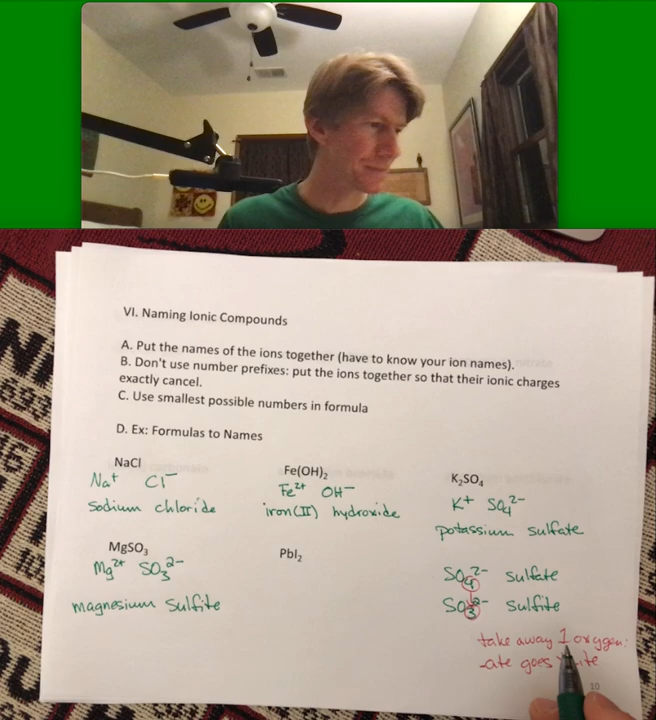 VI. Naming Ionic Compounds
A. Put the names of the ions together (have to know your ion names).
B. Don't use number prefixes: put the ions together so that their ionic charges
exactly cancel.
C. Use smallest possible numbers in formula
D. Ex: Formulas to Names
NaCl
Na⁺ Cl⁻
sodium chloride
Fe(OH)₂
Fe²⁺ OH⁻
iron(II) hydroxide
K₂SO₄
K⁺ SO₄²⁻
potassium sulfate
MgSO₃
Mg²⁺ SO₃²⁻
magnesium sulfite
PbI₂
SO₄²⁻ sulfate
SO₃²⁻ sulfite
take away 1 oxygen:
-ate goes ite
10